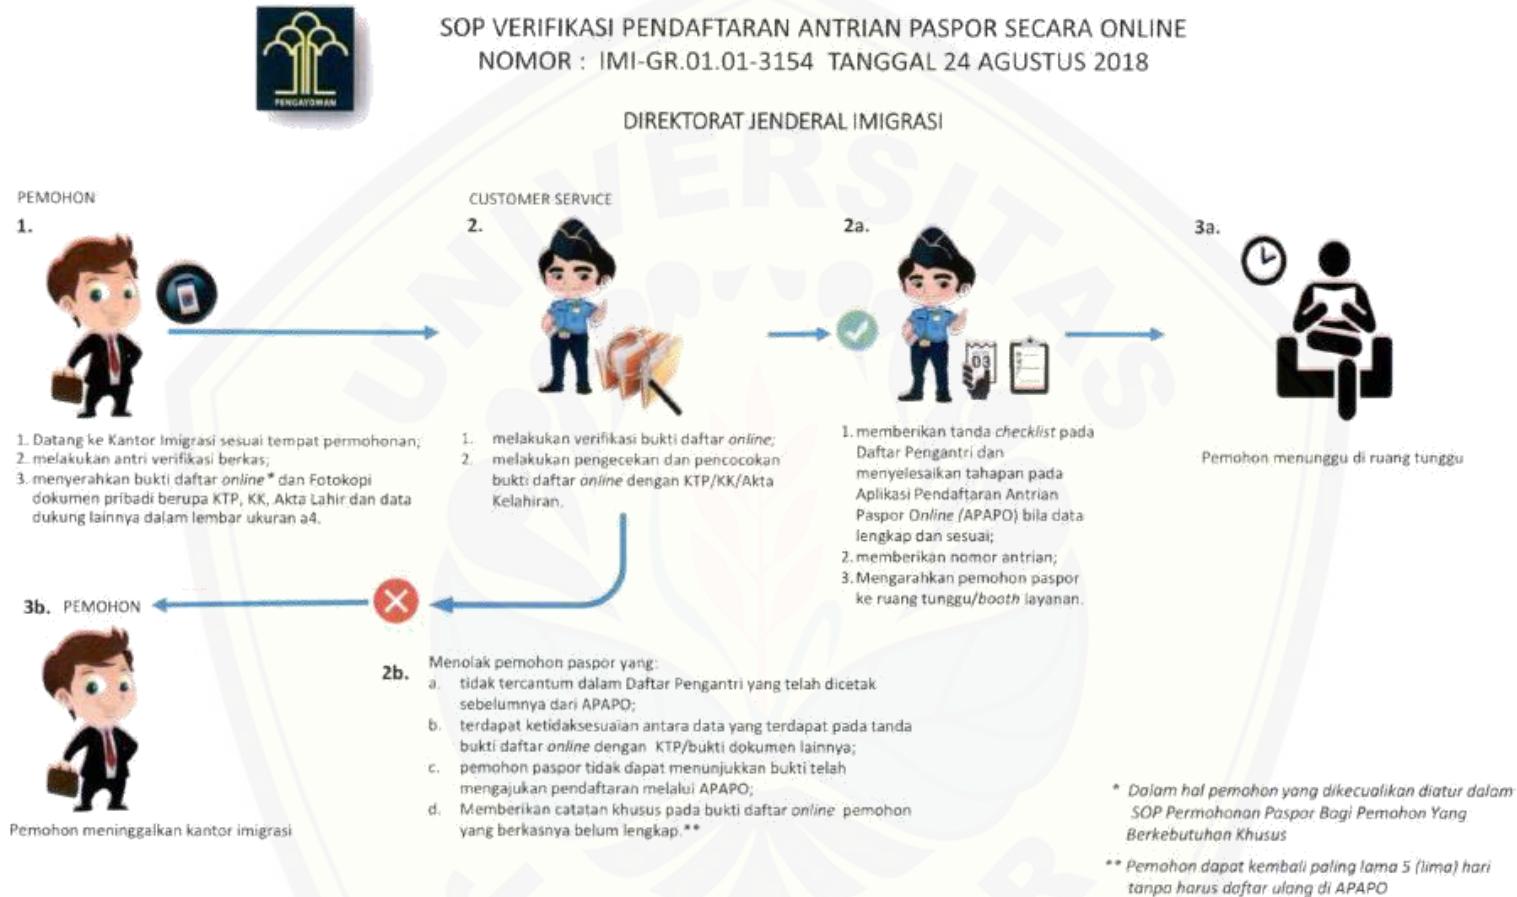 PENGAYOMAN
SOP VERIFIKASI PENDAFTARAN ANTRIAN PASPOR SECARA ONLINE
NOMOR : IMI-GR.01.01-3154 TANGGAL 24 AGUSTUS 2018
DIREKTORAT JENDERAL IMIGRASI
UNIVERSITAS
PEMOHON
1.
1. Datang ke Kantor Imigrasi sesuai tempat permohonan;
2. melakukan antri verifikasi berkas;
3. menyerahkan bukti daftar online* dan Fotokopi
dokumen pribadi berupa KTP, KK, Akta Lahir dan data
dukung lainnya dalam lembar ukuran a4.
CUSTOMER SERVICE
2.
1. melakukan verifikasi bukti daftar online;
2. melakukan pengecekan dan pencocokan
bukti daftar online dengan KTP/KK/Akta
Kelahiran.
2a.
03
1. memberikan tanda checklist pada
Daftar Pengantri dan
menyelesaikan tahapan pada
Aplikasi Pendaftaran Antrian
Paspor Online (APAPO) bila data
lengkap dan sesuai;
2. memberikan nomor antrian;
3. Mengarahkan pemohon paspor
ke ruang tunggu/booth layanan.
3a.
Pemohon menunggu di ruang tunggu
3b. PEMOHON
Pemohon meninggalkan kantor imigrasi
2b. Menolak pemohon paspor yang:
a. tidak tercantum dalam Daftar Pengantri yang telah dicetak
sebelumnya dari APAPO;
b. terdapat ketidaksesuaian antara data yang terdapat pada tanda
bukti daftar online dengan KTP/bukti dokumen lainnya;
c. pemohon paspor tidak dapat menunjukkan bukti telah
mengajukan pendaftaran melalui APAPO;
d. Memberikan catatan khusus pada bukti daftar online pemohon
yang berkasnya belum lengkap.**
* Dalam hal pemohon yang dikecualikan diatur dalam
SOP Permohonan Paspor Bagi Pemohon Yang
Berkebutuhan Khusus
** Pemohon dapat kembali paling lama 5 (lima) hari
tanpa harus daftar ulang di APAPO